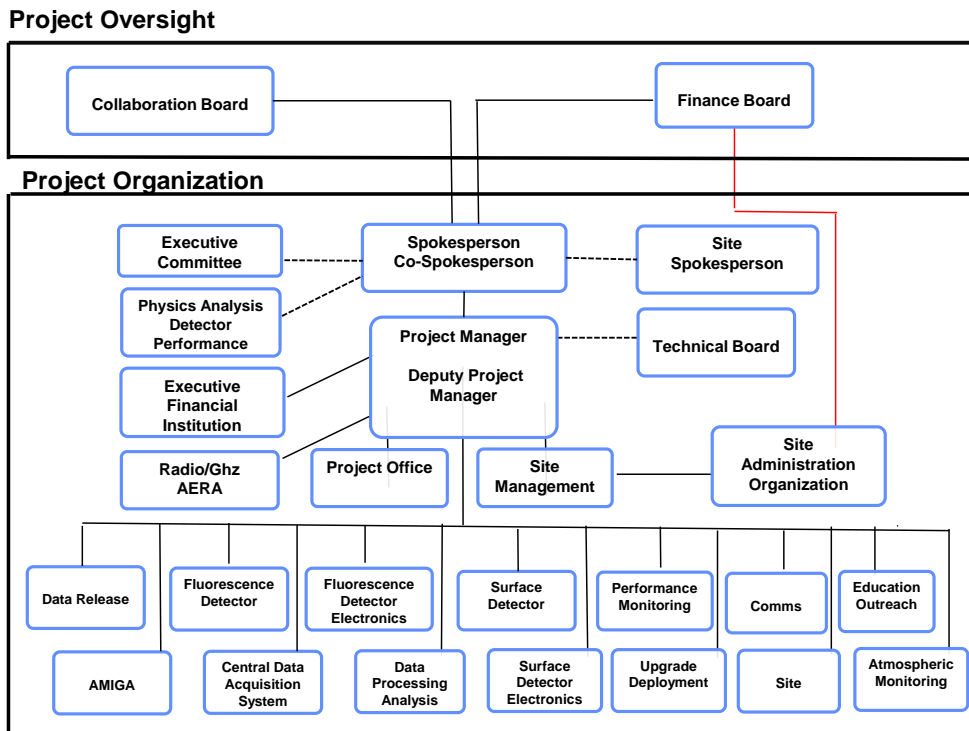 Project Oversight
Collaboration Board
Finance Board
Project Organization
Executive
Committee
Spokesperson
Co-Spokesperson
Site
Spokesperson
Physics Analysis
Detector
Performance
Project Manager
Deputy Project
Manager
Technical Board
Executive
Financial
Institution
Radio/Ghz
AERA
Project Office
Site
Management
Site
Administration
Organization
Data Release
Fluorescence
Detector
Fluorescence
Detector
Electronics
Surface
Detector
Performance
Monitoring
Comms
Education
Outreach
AMIGA
Central Data
Acquisition
System
Data
Processing
Analysis
Surface
Detector
Electronics
Upgrade
Deployment
Site
Atmospheric
Monitoring